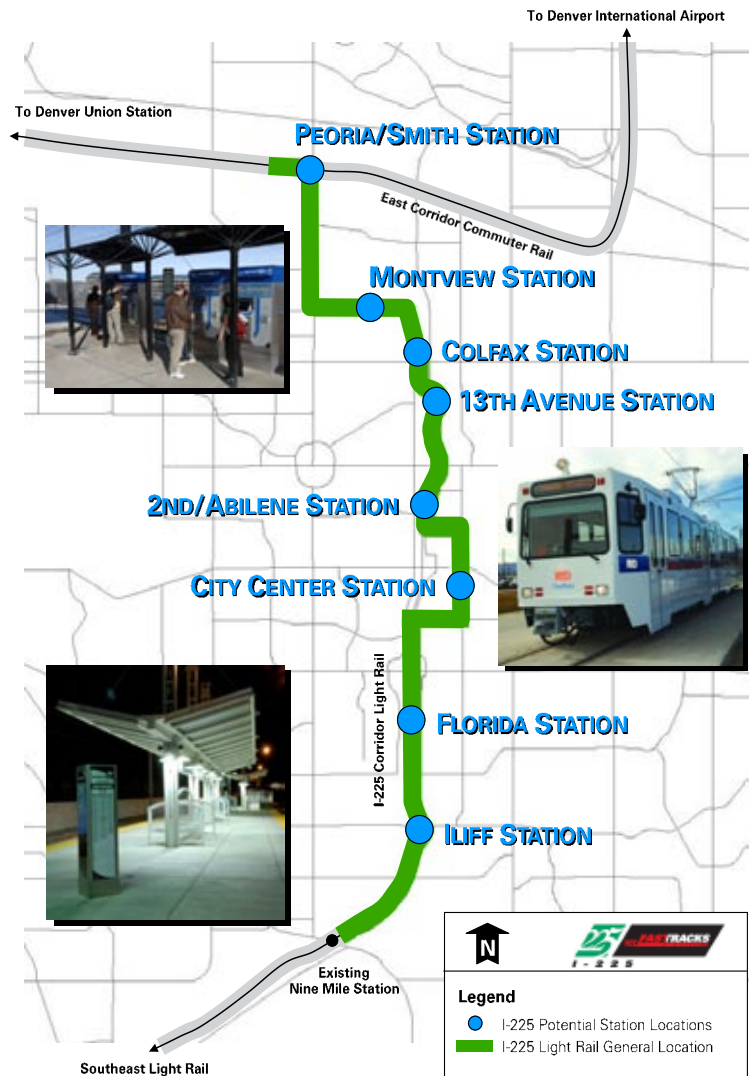 To Denver International Airport
To Denver Union Station
PEORIA/SMITH STATION
East Corridor Commuter Rail
MONTVIEW STATION
COLFAX STATION
13TH AVENUE STATION
2ND/ABILENE STATION
CITY CENTER STATION
I-225 Corridor Light Rail
FLORIDA STATION
ILIFF STATION
Existing
Nine Mile Station
Southeast Light Rail
N
225 FASTRACKS
I-225
Legend
I-225 Potential Station Locations
I-225 Light Rail General Location